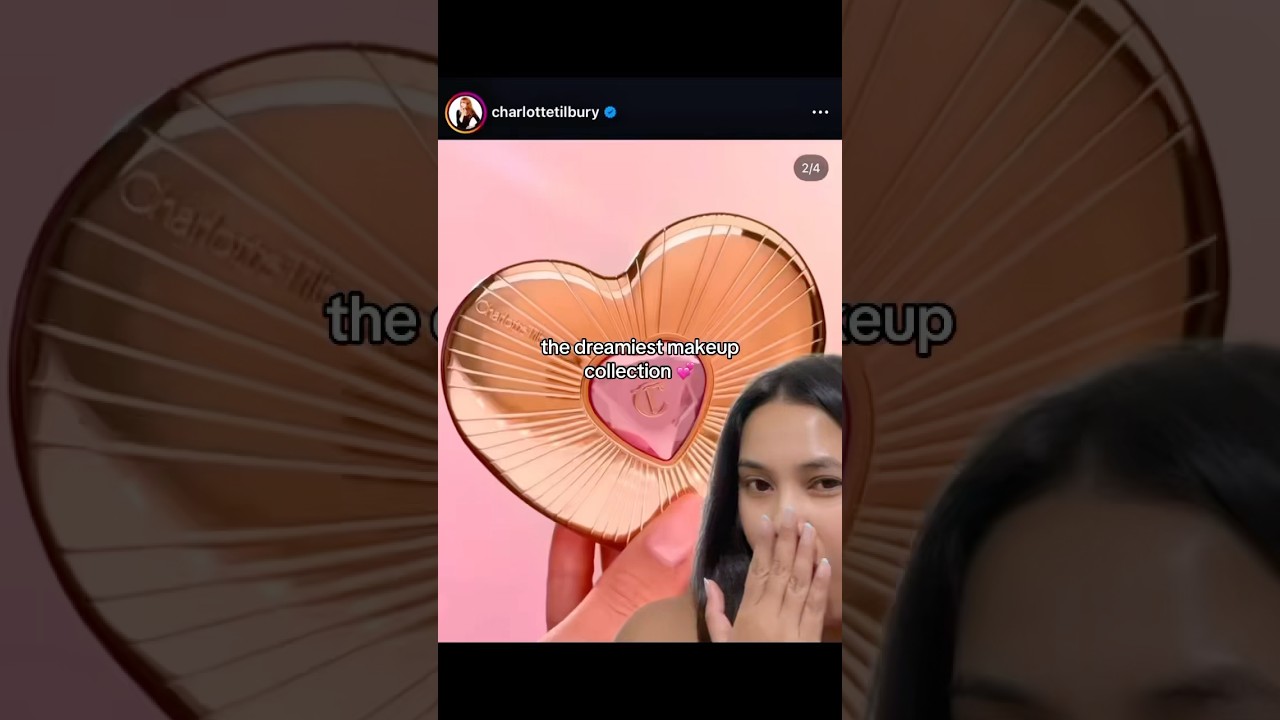 charlottetilbury
2/4
the dreamiest makeup
collection 💞